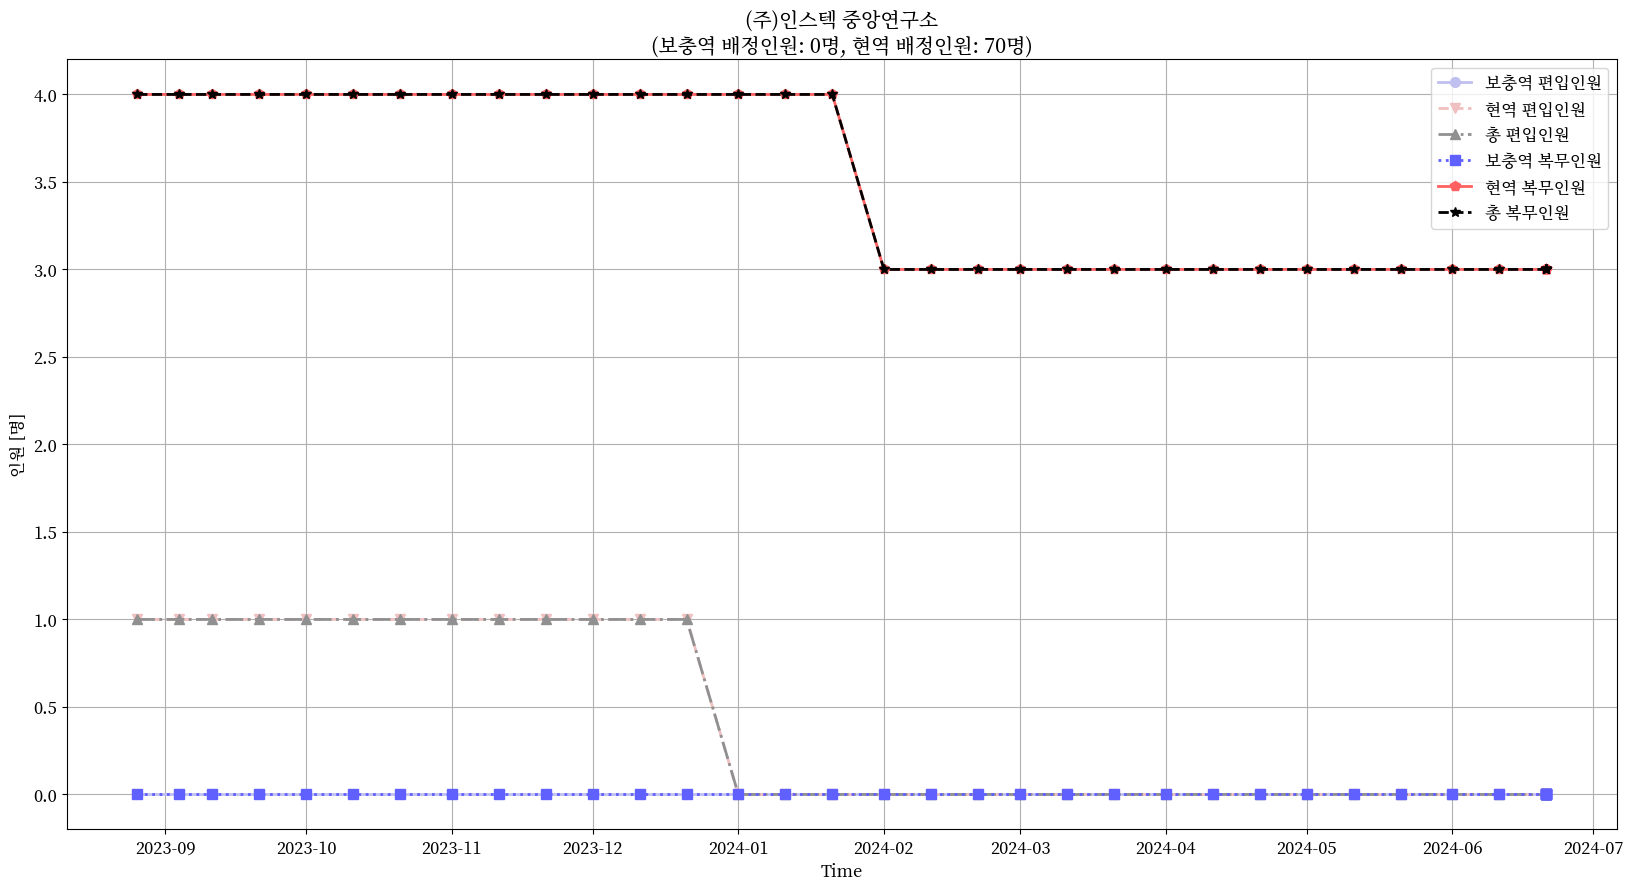 (주)인스텍 중앙연구소
(보충역 배정인원: 0명, 현역 배정인원: 70명)
보충역 편입인원
현역 편입인원
총 편입인원
보충역 복무인원
현역 복무인원
총 복무인원
4.0
3.5
3.0
2.5
2.0
1.5
1.0
0.5
0.0
인원 [명]
2023-09 2023-10 2023-11 2023-12 2024-01 2024-02 2024-03 2024-04 2024-05 2024-06 2024-07
Time